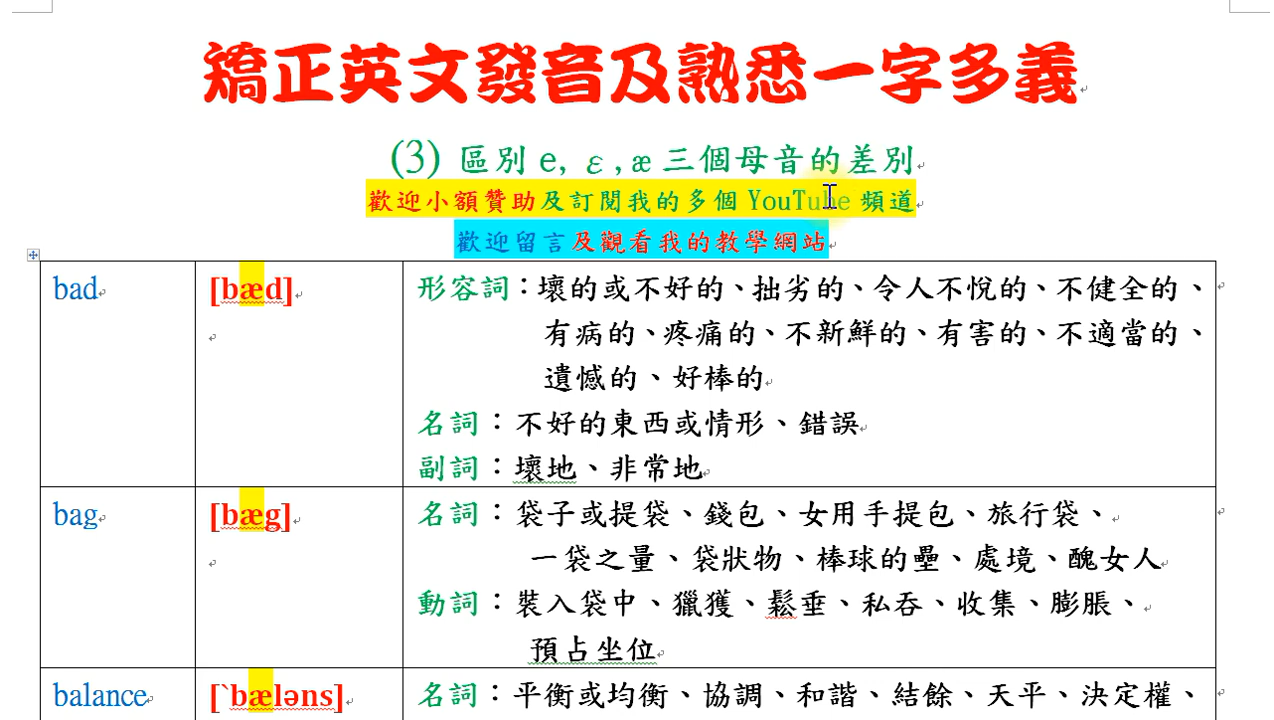 矯正英文發音及熟悉一字多義
(3) 區別 e, ε ,æ 三個母音的差別
歡迎小額贊助及訂閱我的多個 YouTube 頻道
歡迎留言及觀看我的教學網站
bad [bæd] 形容詞：壞的或不好的、拙劣的、令人不悅的、不健全的、
有病的、疼痛的、不新鮮的、有害的、不適當的、
遺憾的、好棒的
名詞：不好的東西或情形、錯誤
副詞：壞地、非常地
bag [bæg] 名詞：袋子或提袋、錢包、女用手提包、旅行袋、
一袋之量、袋狀物、棒球的壘、處境、醜女人
動詞：裝入袋中、獵獲、鬆垂、私吞、收集、膨脹、
預占坐位
balance [ˋbæləns] 名詞：平衡或均衡、協調、和諧、結餘、天平、決定權、